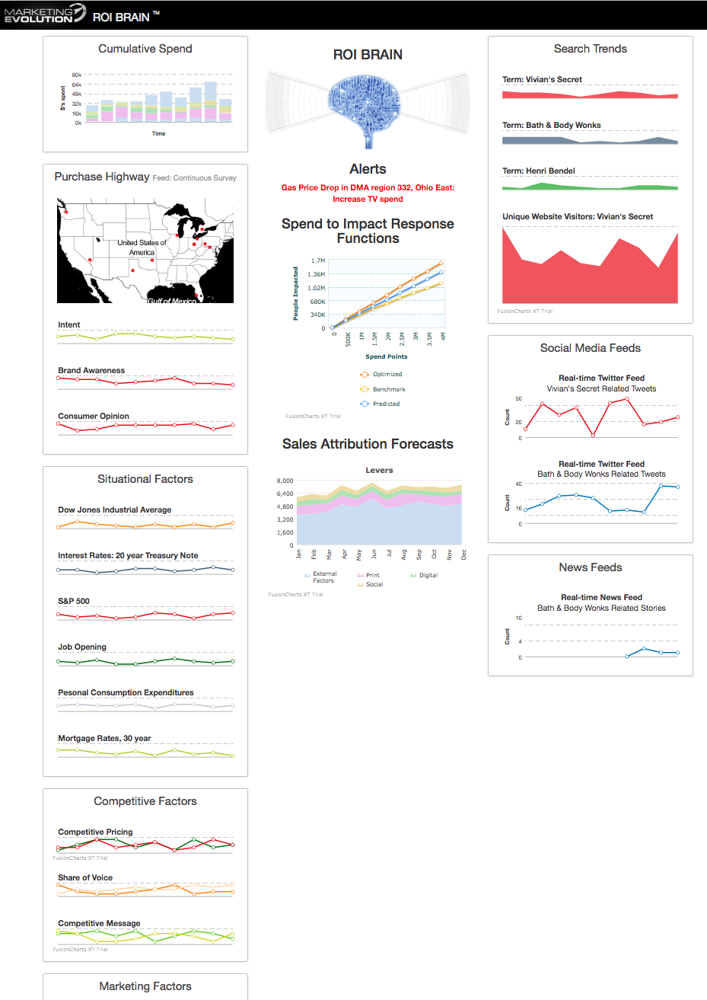 MARKETING
EVOLUTION
ROI BRAIN ™
Cumulative Spend
80k
64k
48k
32k
16k
0k
$'s spent
Time
Purchase Highway Feed: Continuous Survey
United States of
America
Gulf of Mexico
Intent
Brand Awareness
Consumer Opinion
Situational Factors
Dow Jones Industrial Average
Interest Rates: 20 year Treasury Note
S&P 500
Job Opening
Pesonal Consumption Expenditures
Mortgage Rates, 30 year
Competitive Factors
Competitive Pricing
FusionCharts XT Trial
Share of Voice
Competitive Message
FusionCharts XT Trial
Marketing Factors
ROI BRAIN
Alerts
Gas Price Drop in DMA region 332, Ohio East:
Increase TV spend
Spend to Impact Response
Functions
1.7M
1.36M
1.02M
680K
340K
0
People Impacted
0 500K 1M 1.5M 2M 2.5M 3M 3.5M 4M
Spend Points
Optimized
Benchmark
Predicted
FusionCharts XT Trial
Sales Attribution Forecasts
Levers
8,000
6,400
4,800
3,200
1,600
0
Jan Feb Mar Apr May Jun Jul Aug Sep Oct Nov Dec
External
Factors
Print
Digital
Social
FusionCharts XT Trial
Search Trends
Term: Vivian's Secret
Term: Bath & Body Wonks
Term: Henri Bendel
Unique Website Visitors: Vivian's Secret
FusionCharts XT Trial
Social Media Feeds
Real-time Twitter Feed
Vivian's Secret Related Tweets
50
20
0
Count
Real-time Twitter Feed
Bath & Body Wonks Related Tweets
40
16
0
Count
News Feeds
Real-time News Feed
Bath & Body Wonks Related Stories
10
4
0
Count